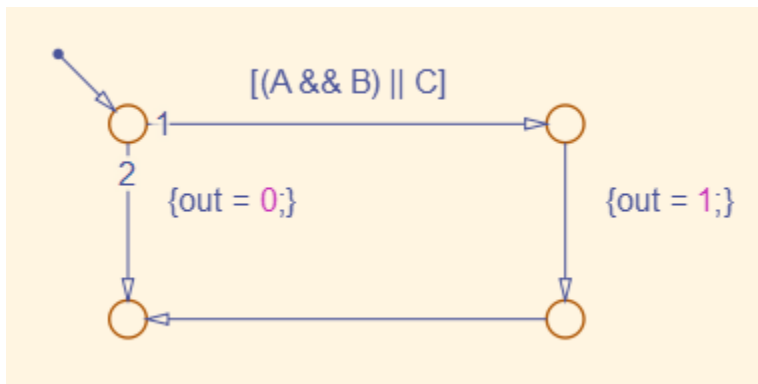 [(A && B) || C]
1
2
{out = 0;}
{out = 1;}